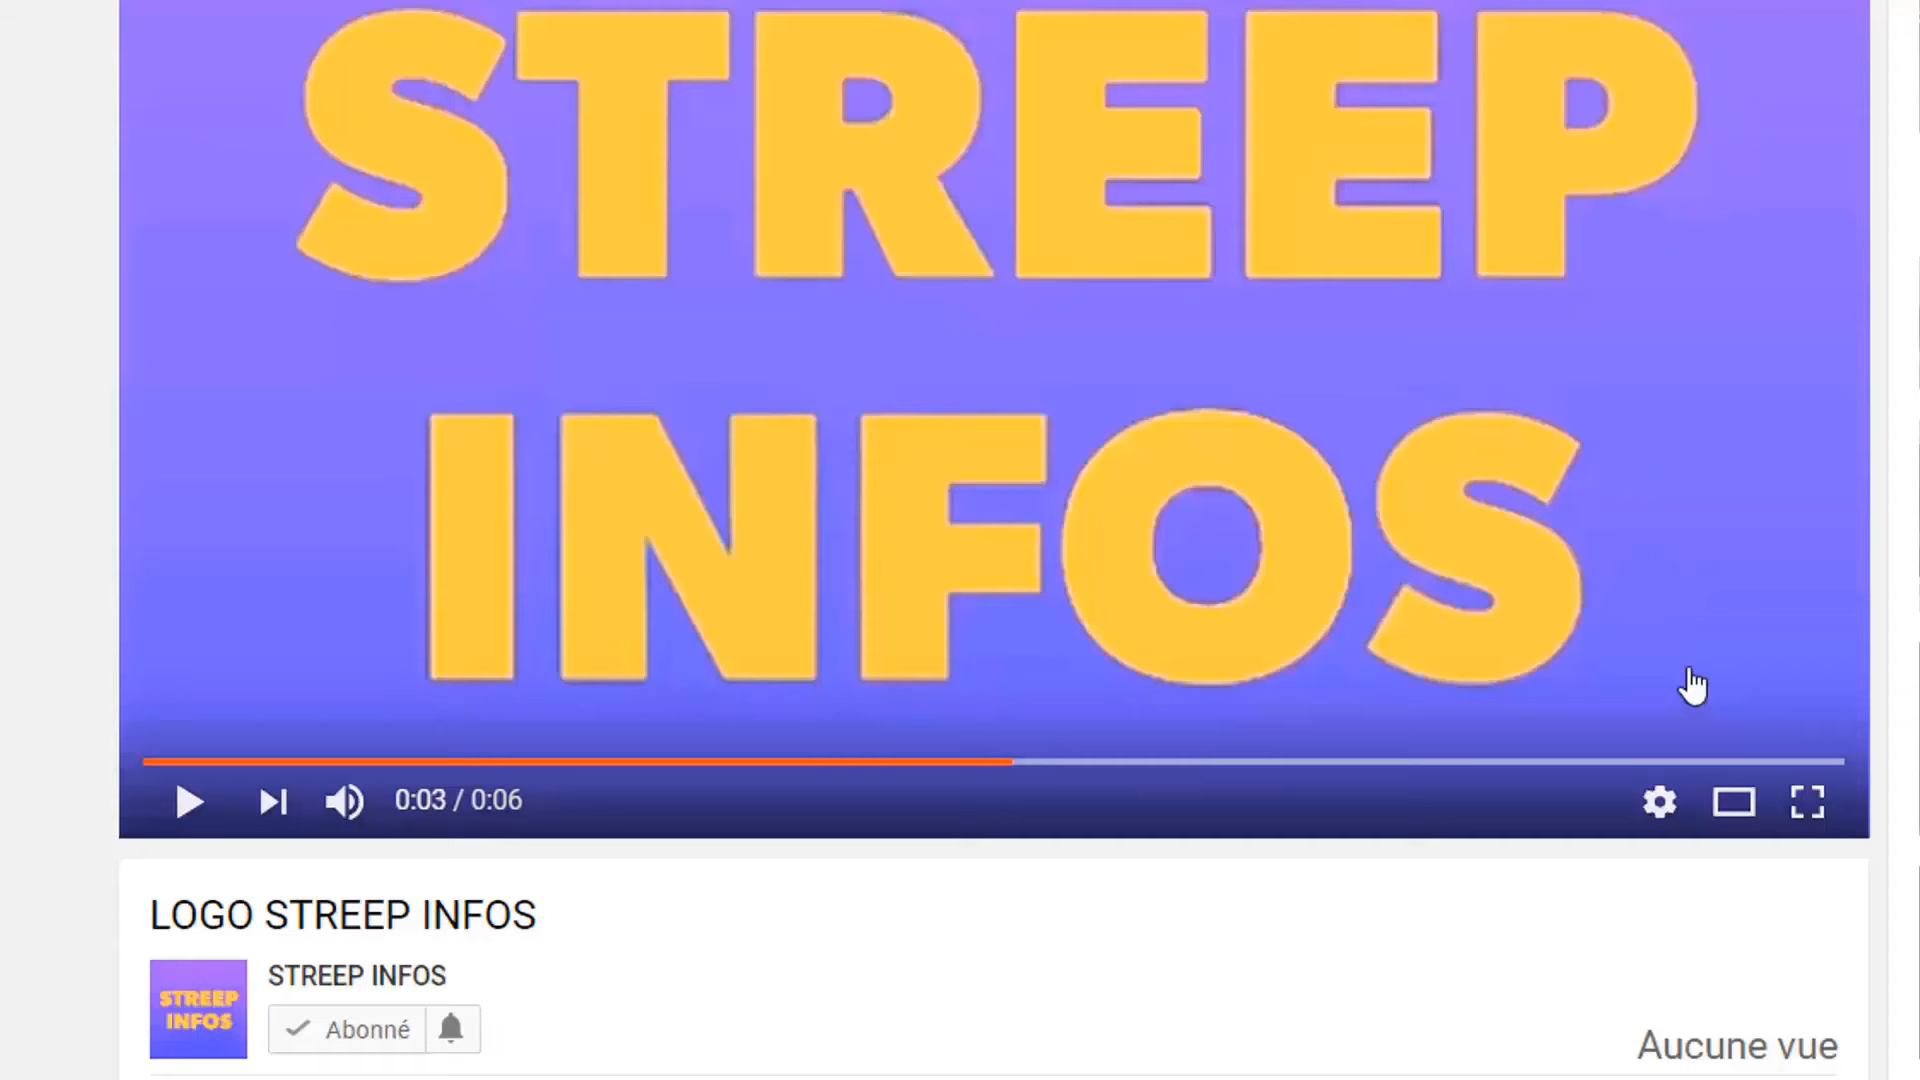 STREEP
INFOS
0:03 / 0:06
LOGO STREEP INFOS
STREEP INFOS
STREEP
INFOS
Abonné
Aucune vue